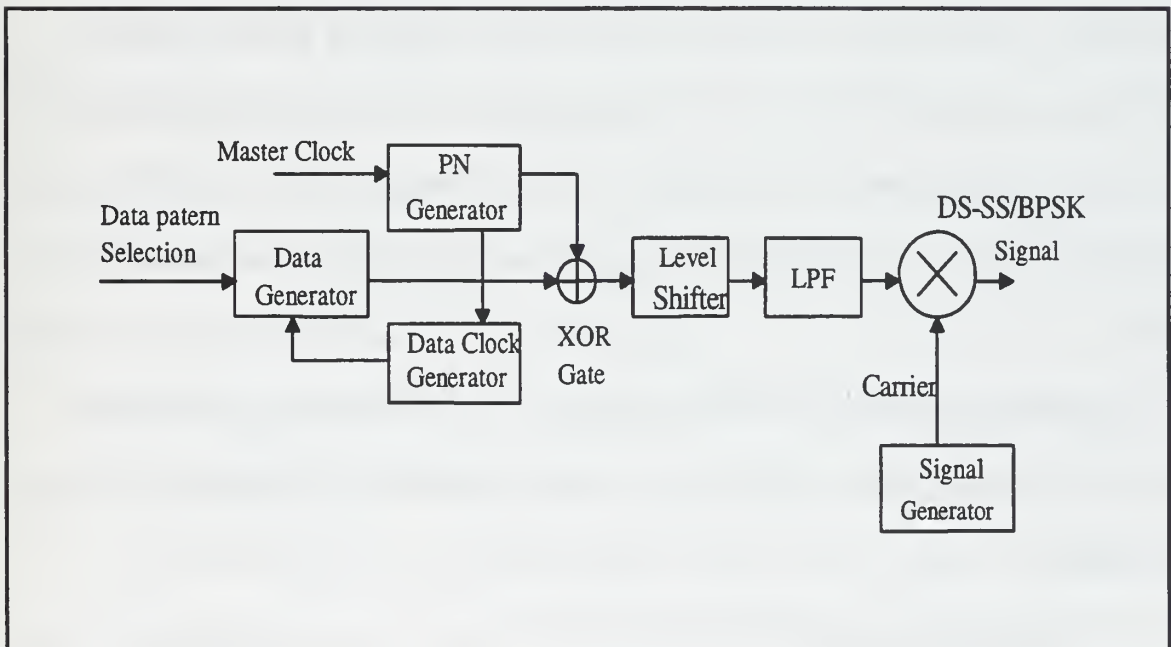 Master Clock
PN
Generator
Data patern
Selection
Data
Generator
Data Clock
Generator
XOR
Gate
Level
Shifter
LPF
DS-SS/BPSK
Signal
Carrier
Signal
Generator